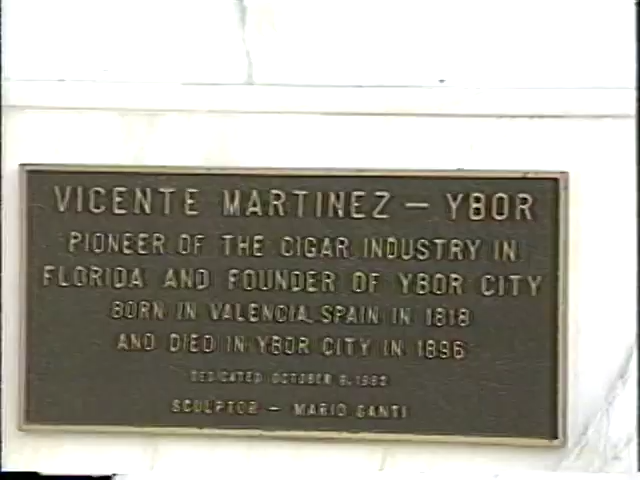 VICENTE MARTINEZ - YBOR
PIONEER OF THE CIGAR INDUSTRY IN
FLORIDA AND FOUNDER OF YBOR CITY
BORN IN VALENCIA, SPAIN IN 1818
AND DIED IN YBOR CITY IN 1896
DEDICATED OCTOBER
SCULPTOR - MARIO SANTI